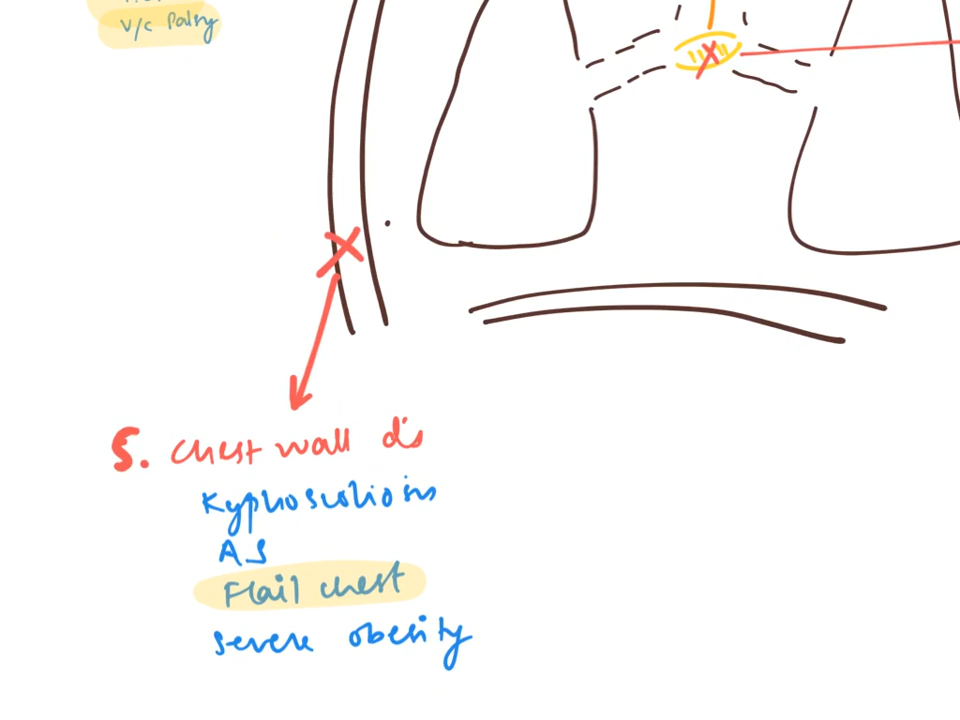 V/c Palsy
5. Chest wall d's
Kyphoscoliosis
AS
Flail chest
Severe obesity